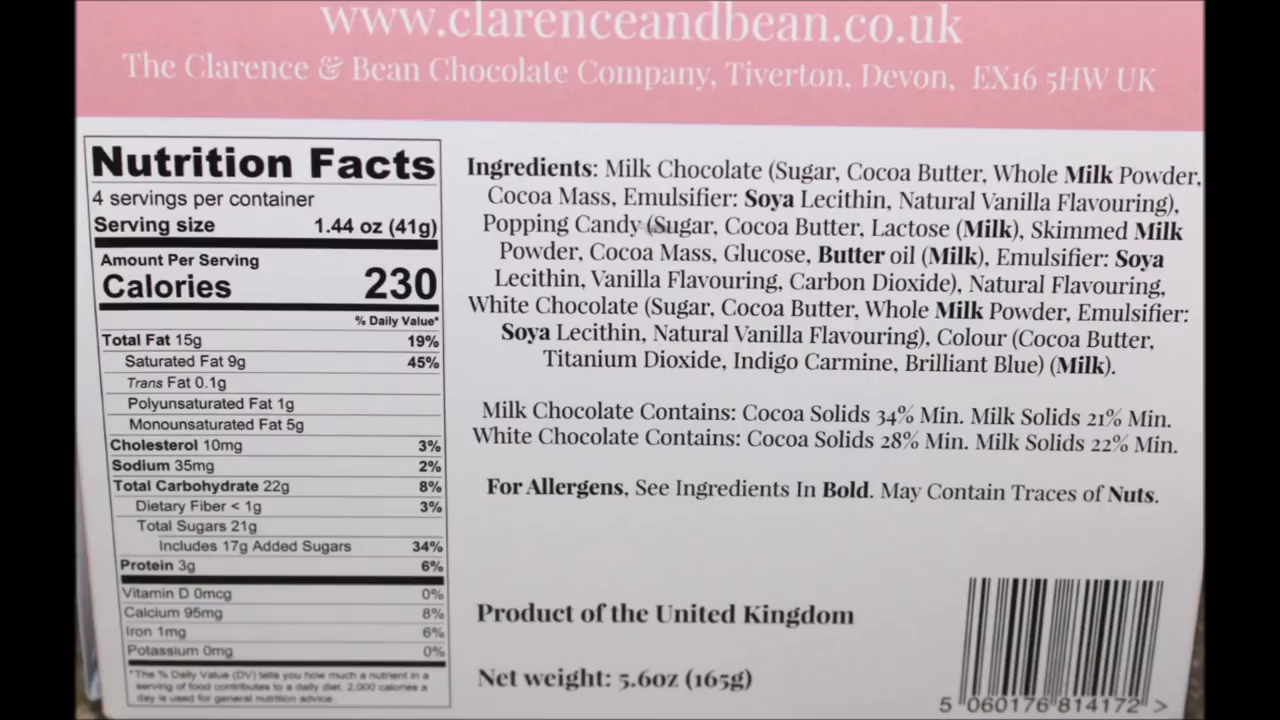 www.clarenceandbean.co.uk
The Clarence & Bean Chocolate Company, Tiverton, Devon, EX16 5HW UK
Nutrition Facts
4 servings per container
Serving size 1.44 oz (41g)
Amount Per Serving
Calories 230
% Daily Value*
Total Fat 15g 19%
Saturated Fat 9g 45%
Trans Fat 0.1g
Polyunsaturated Fat 1g
Monounsaturated Fat 5g
Cholesterol 10mg 3%
Sodium 35mg 2%
Total Carbohydrate 22g 8%
Dietary Fiber < 1g 3%
Total Sugars 21g
Includes 17g Added Sugars 34%
Protein 3g 6%
Vitamin D 0mcg 0%
Calcium 95mg 8%
Iron 1mg 6%
Potassium 0mg 0%
*The % Daily Value (DV) tells you how much a nutrient in a
serving of food contributes to a daily diet. 2,000 calories a
day is used for general nutrition advice.
Ingredients: Milk Chocolate (Sugar, Cocoa Butter, Whole Milk Powder,
Cocoa Mass, Emulsifier: Soya Lecithin, Natural Vanilla Flavouring),
Popping Candy (Sugar, Cocoa Butter, Lactose (Milk), Skimmed Milk
Powder, Cocoa Mass, Glucose, Butter oil (Milk), Emulsifier: Soya
Lecithin, Vanilla Flavouring, Carbon Dioxide), Natural Flavouring,
White Chocolate (Sugar, Cocoa Butter, Whole Milk Powder, Emulsifier:
Soya Lecithin, Natural Vanilla Flavouring), Colour (Cocoa Butter,
Titanium Dioxide, Indigo Carmine, Brilliant Blue) (Milk).
Milk Chocolate Contains: Cocoa Solids 34% Min. Milk Solids 21% Min.
White Chocolate Contains: Cocoa Solids 28% Min. Milk Solids 22% Min.
For Allergens, See Ingredients In Bold. May Contain Traces of Nuts.
Product of the United Kingdom
Net weight: 5.6oz (165g)
5 060176 814172 >